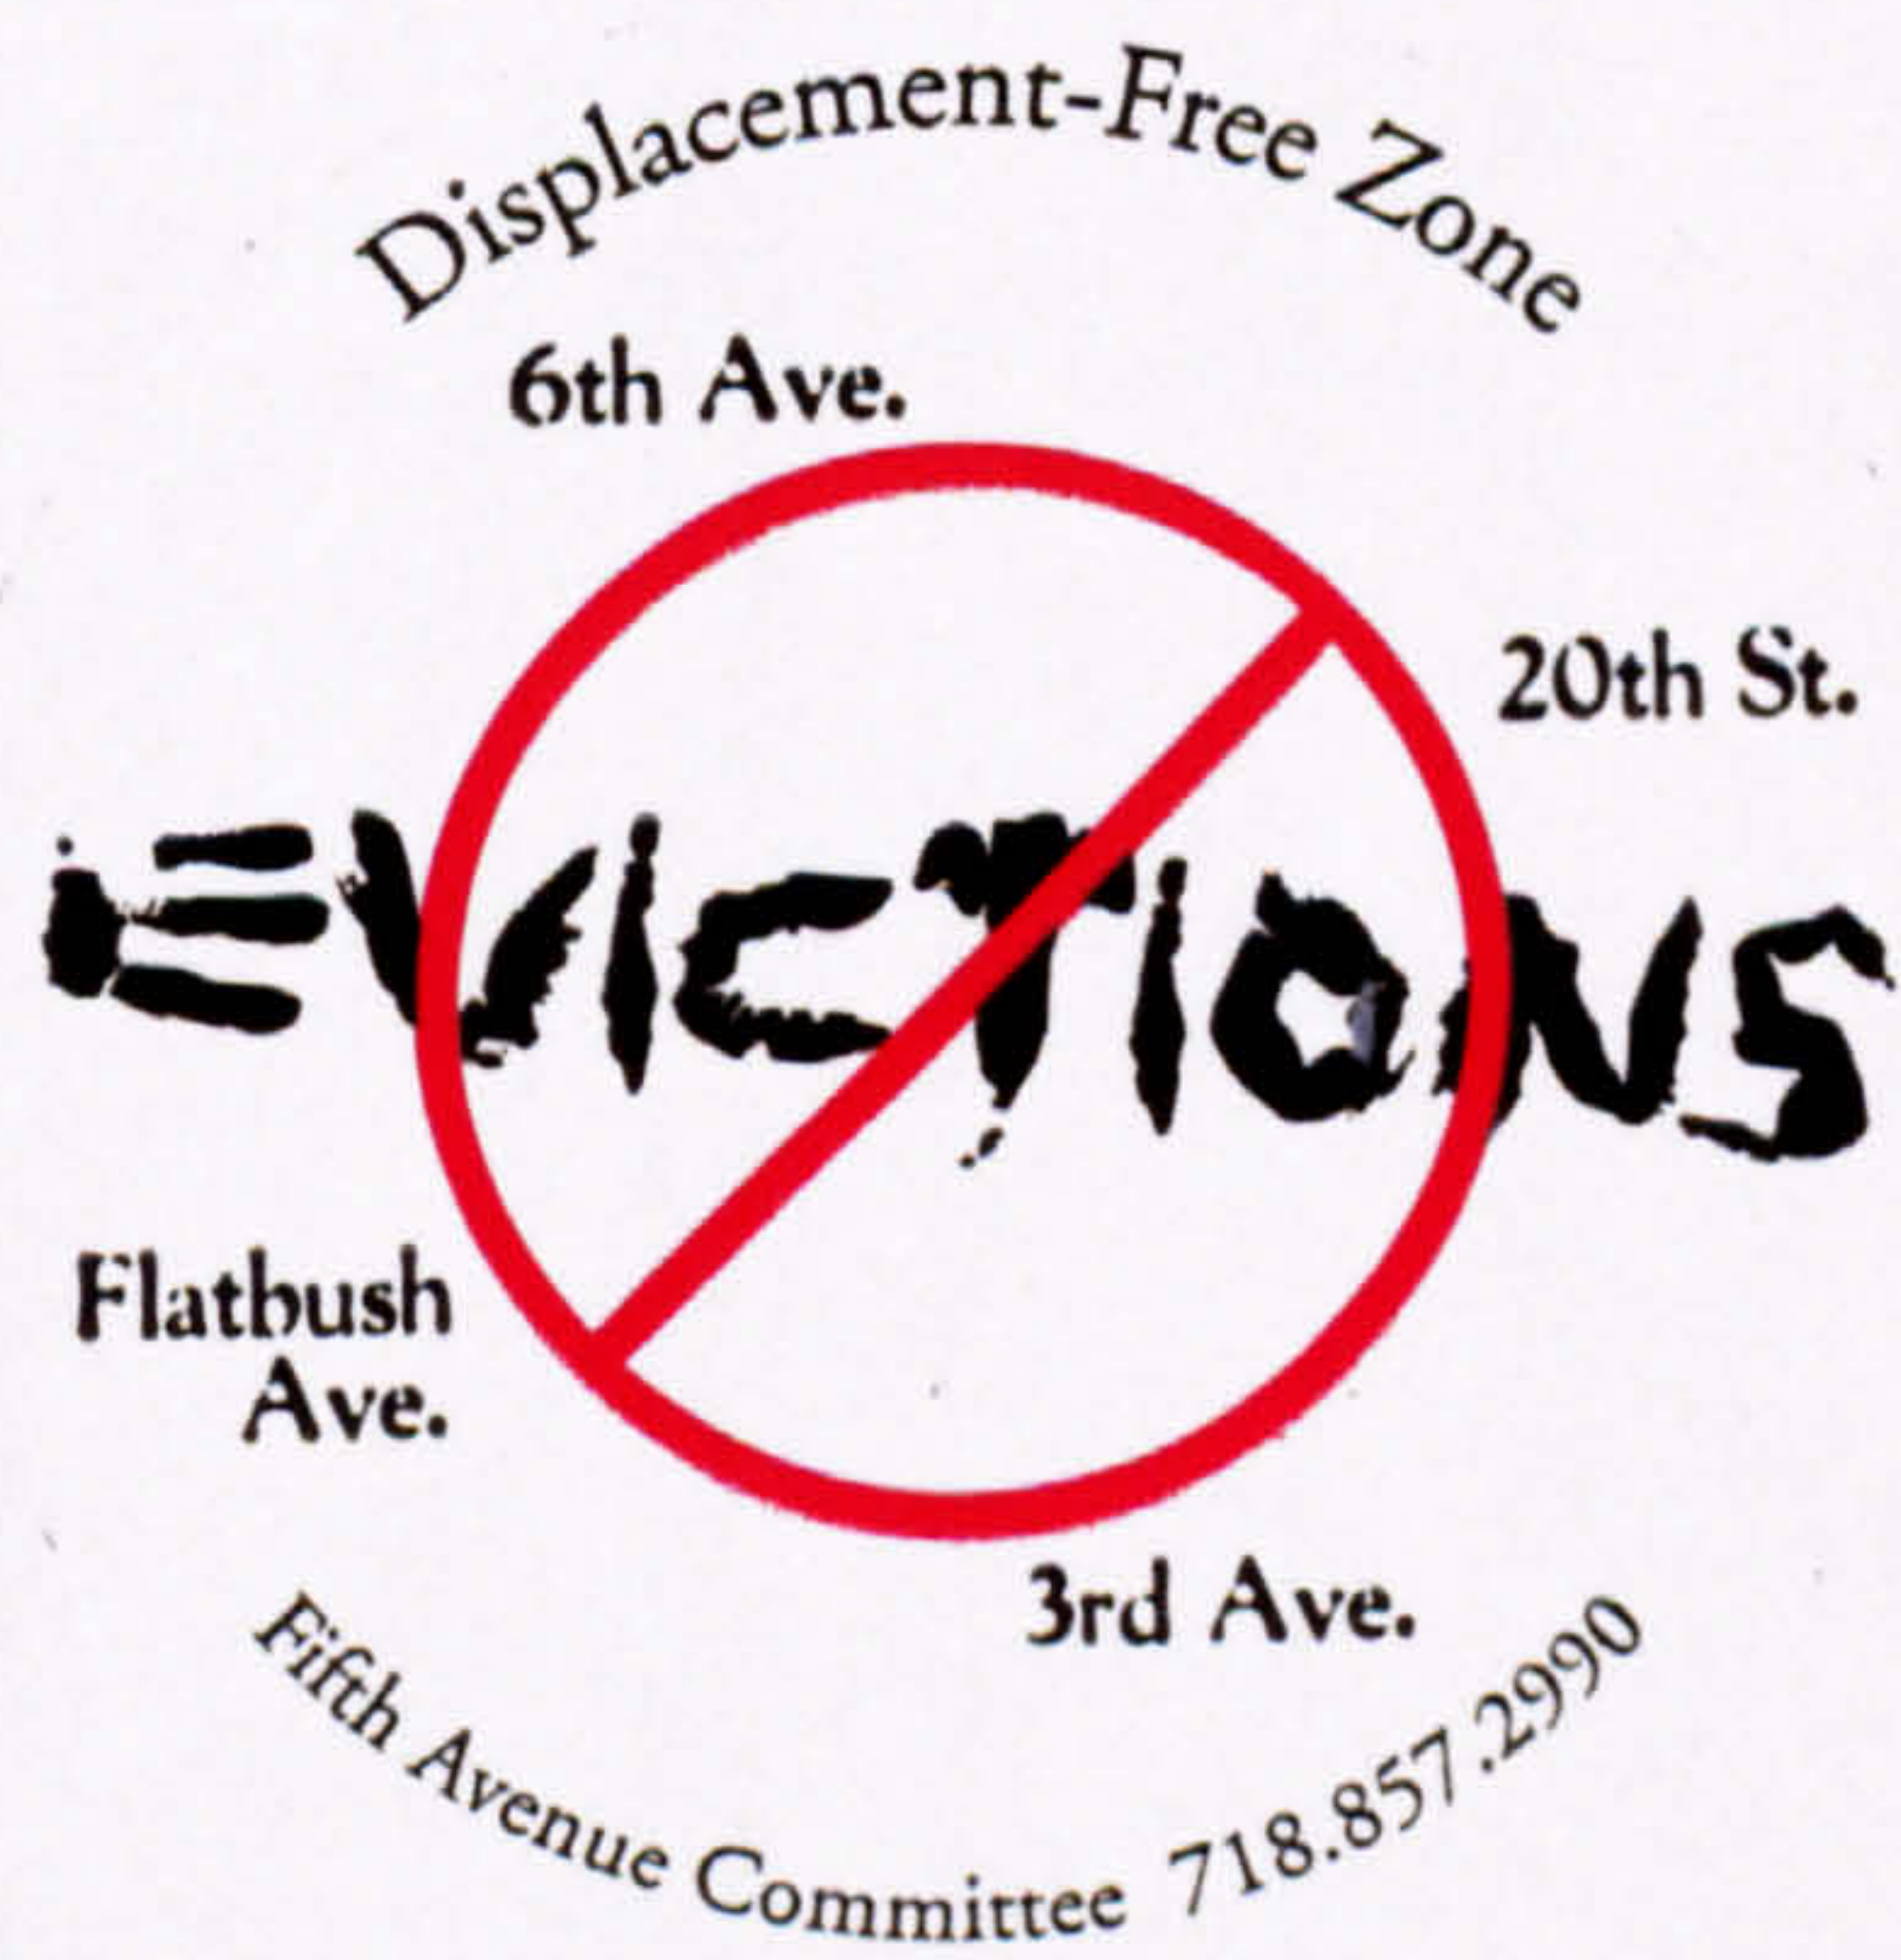 Displacement-Free Zone
6th Ave.
20th St.
EViCTiONS
Flatbush
Ave.
3rd Ave.
Fifth Avenue Committee 718.857.2990